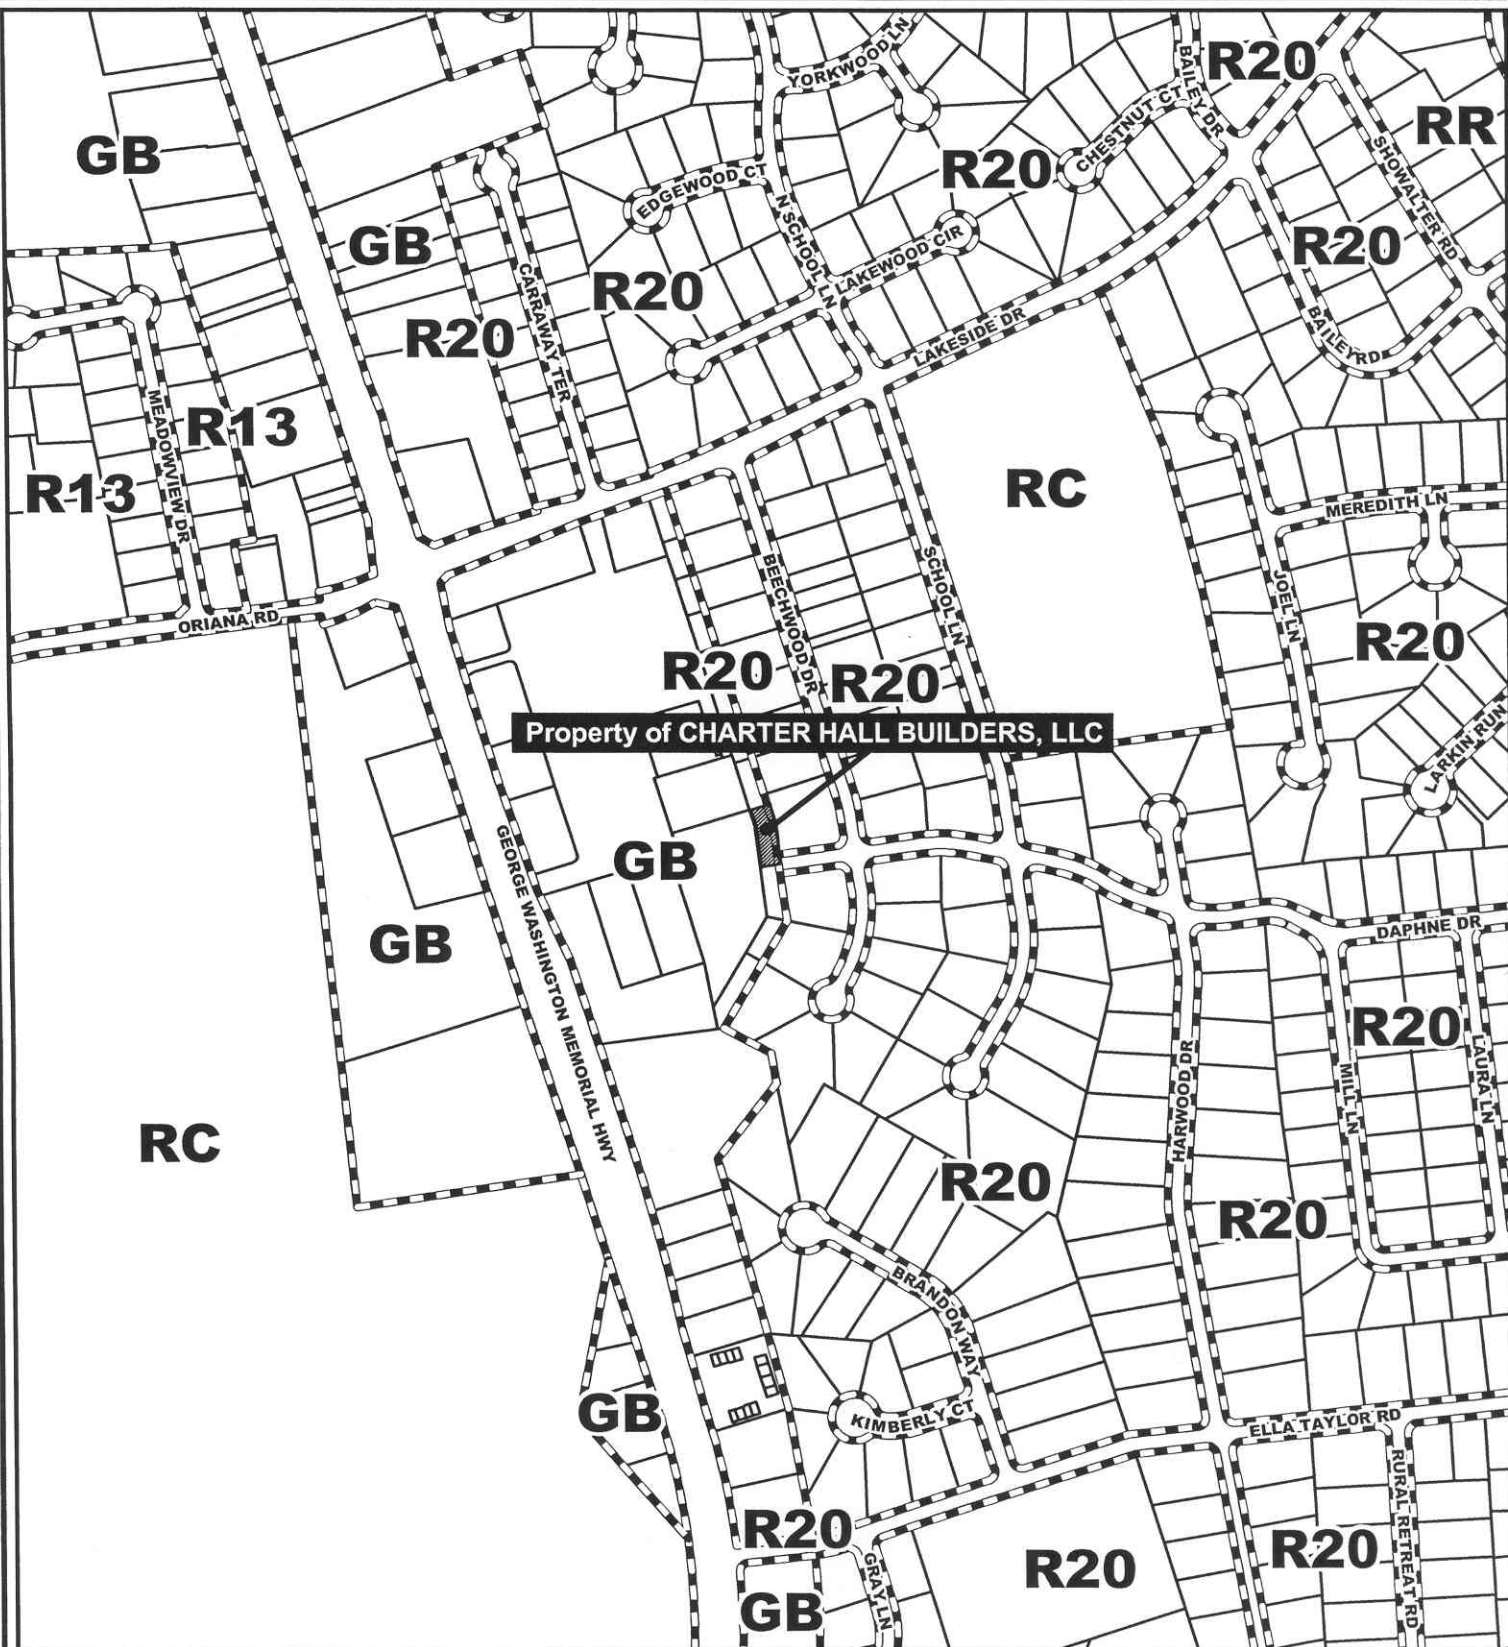 YORKWOOD LN
R20
BAILEY DR
CHESTNUT CT
RR
SHOWALTER RD
GB
R20
EDGEWOOD CT
N SCHOOL LN
LAKEWOOD CIR
GB
R20
R20
CARRAWAY TER
R20
LAKESIDE DR
BAILEY RD
MEADOWVIEW DR
R13
R13
RC
MEREDITH LN
BEECHWOOD DR
SCHOOL LN
JOEL LN
ORIANA RD
R20
R20
R20
Property of CHARTER HALL BUILDERS, LLC
LARKIN RUN
GEORGE WASHINGTON MEMORIAL HWY
GB
GB
DAPHNE DR
R20
HARWOOD DR
MILL LN
LAURA LN
RC
R20
R20
BRANDON WAY
GB
KIMBERLY CT
ELLA TAYLOR RD
RURAL RETREAT RD
R20
R20
R20
GRAY LN
GB